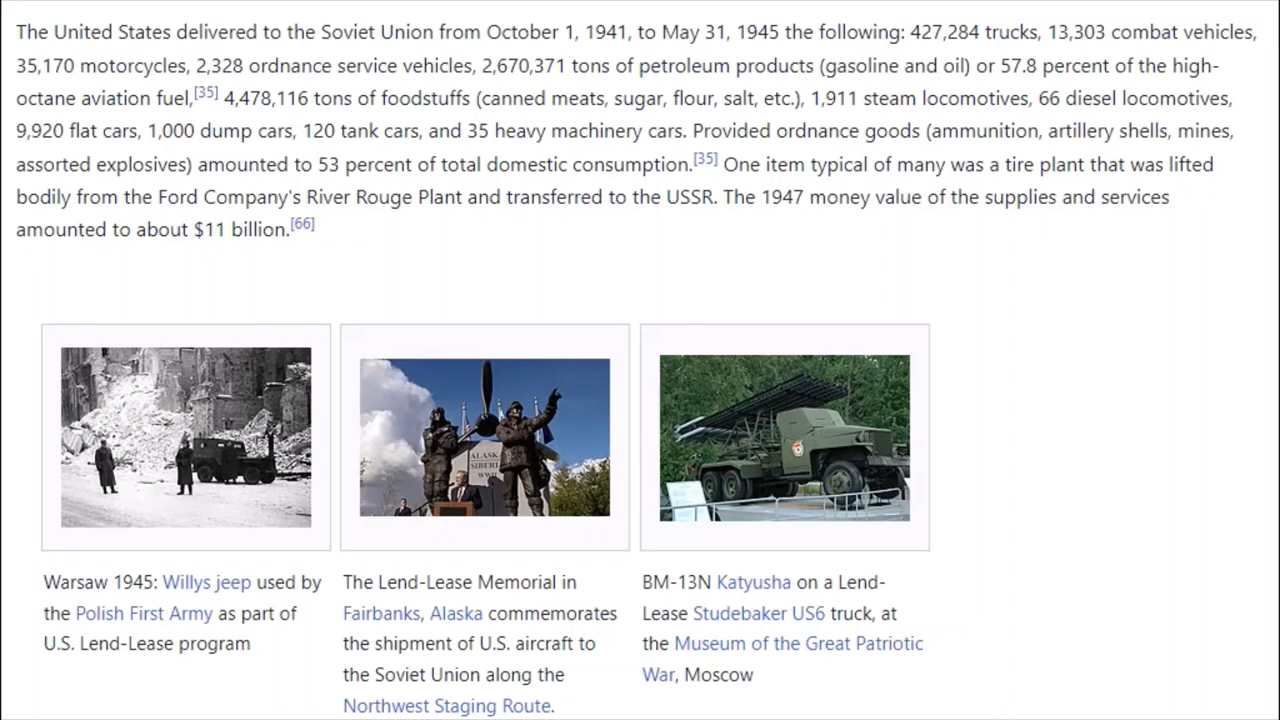 The United States delivered to the Soviet Union from October 1, 1941, to May 31, 1945 the following: 427,284 trucks, 13,303 combat vehicles,
35,170 motorcycles, 2,328 ordnance service vehicles, 2,670,371 tons of petroleum products (gasoline and oil) or 57.8 percent of the high-
octane aviation fuel,[35] 4,478,116 tons of foodstuffs (canned meats, sugar, flour, salt, etc.), 1,911 steam locomotives, 66 diesel locomotives,
9,920 flat cars, 1,000 dump cars, 120 tank cars, and 35 heavy machinery cars. Provided ordnance goods (ammunition, artillery shells, mines,
assorted explosives) amounted to 53 percent of total domestic consumption.[35] One item typical of many was a tire plant that was lifted
bodily from the Ford Company's River Rouge Plant and transferred to the USSR. The 1947 money value of the supplies and services
amounted to about $11 billion.[66]
ALASKA
SIBERI
WWII
Warsaw 1945: Willys jeep used by
the Polish First Army as part of
U.S. Lend-Lease program
The Lend-Lease Memorial in
Fairbanks, Alaska commemorates
the shipment of U.S. aircraft to
the Soviet Union along the
Northwest Staging Route.
BM-13N Katyusha on a Lend-
Lease Studebaker US6 truck, at
the Museum of the Great Patriotic
War, Moscow